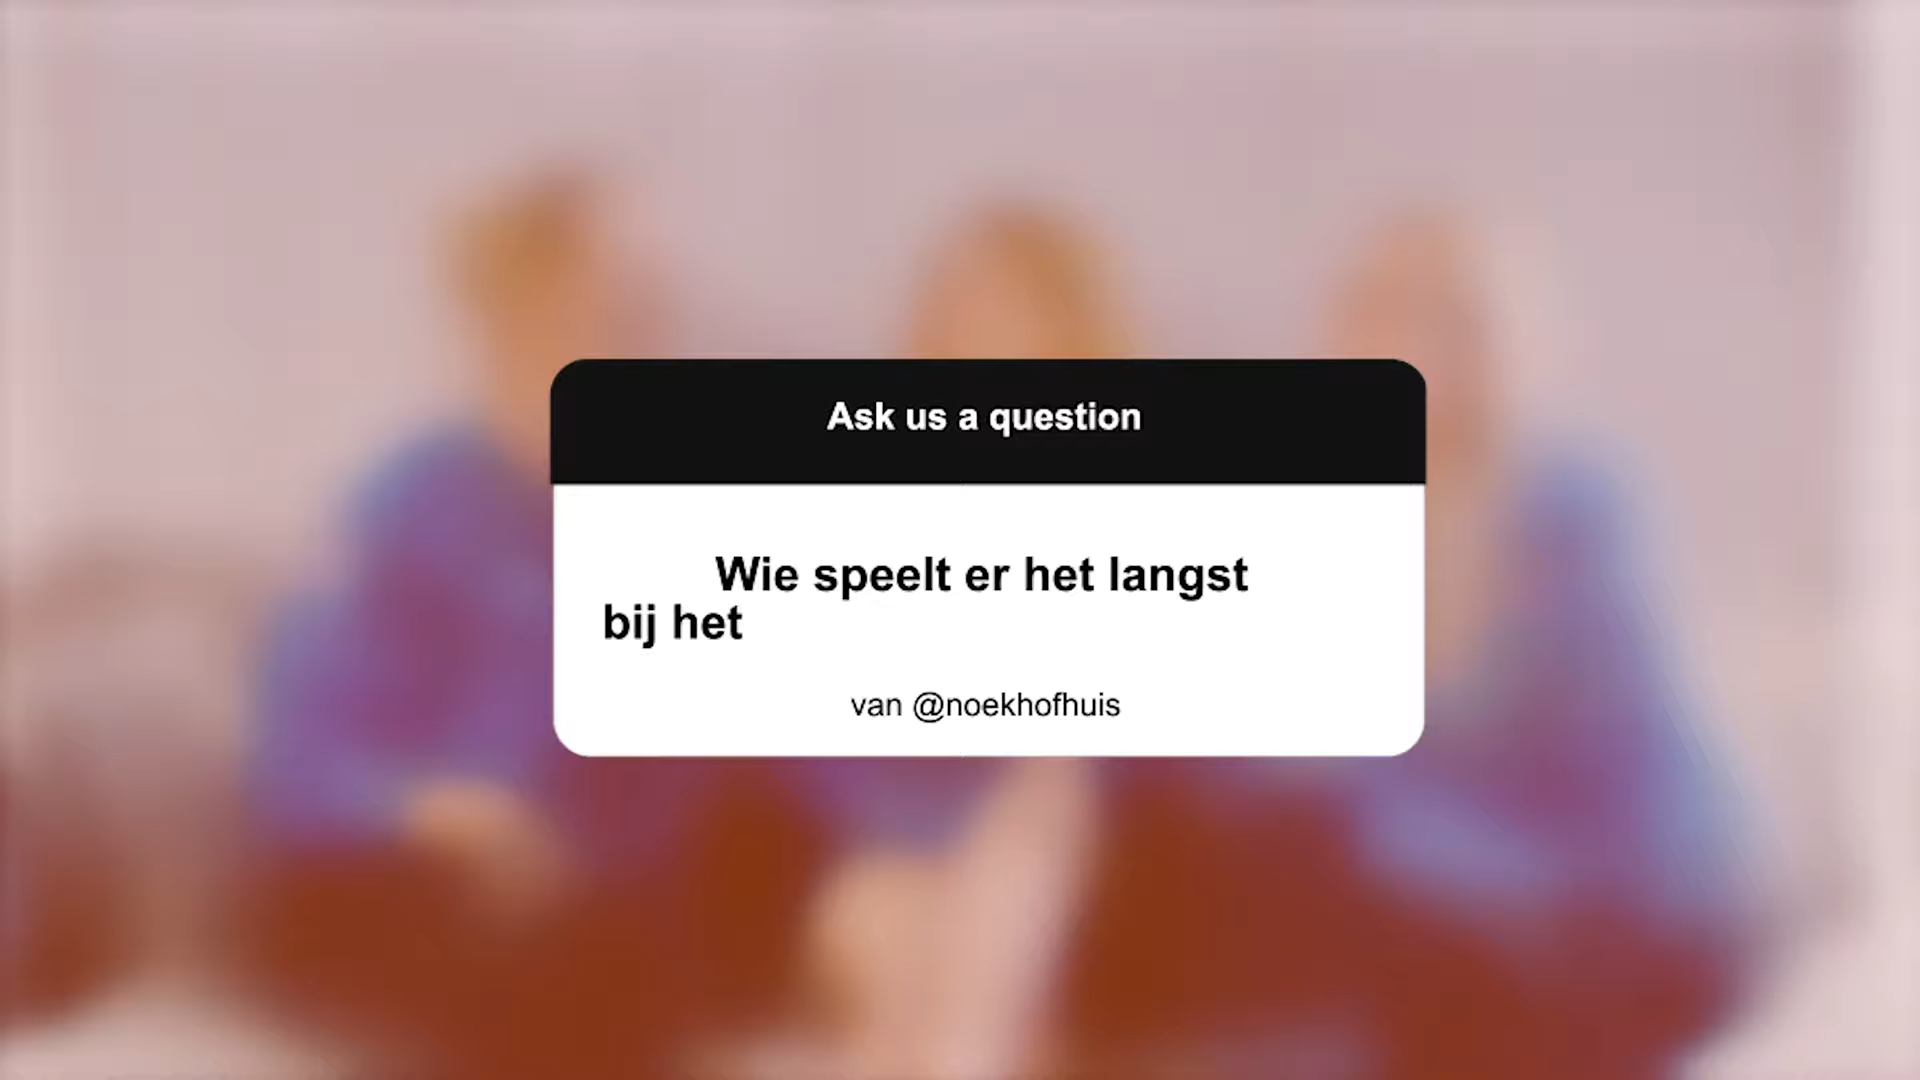 Ask us a question
Wie speelt er het langst
bij het
van @noekhofhuis